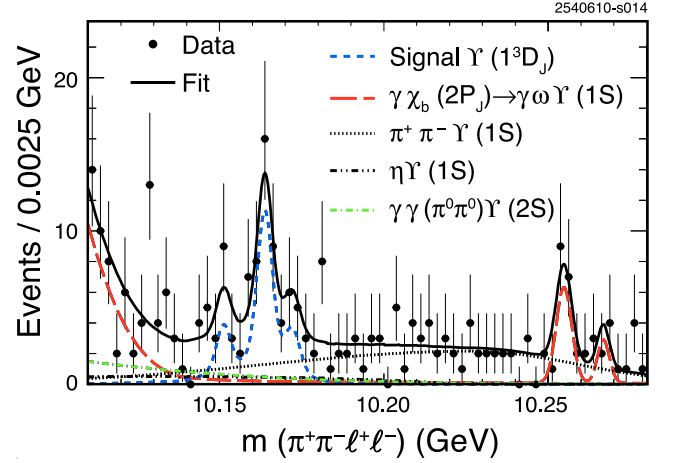 2540610-s014
Data
Fit
Signal ϒ (1³D_J)
γ χ_b (2P_J)→γ ω ϒ (1S)
π⁺ π⁻ ϒ (1S)
ηϒ (1S)
γ γ (π⁰π⁰) ϒ (2S)
Events / 0.0025 GeV
20
10
0
10.15
10.20
10.25
m (π⁺π⁻ℓ⁺ℓ⁻) (GeV)